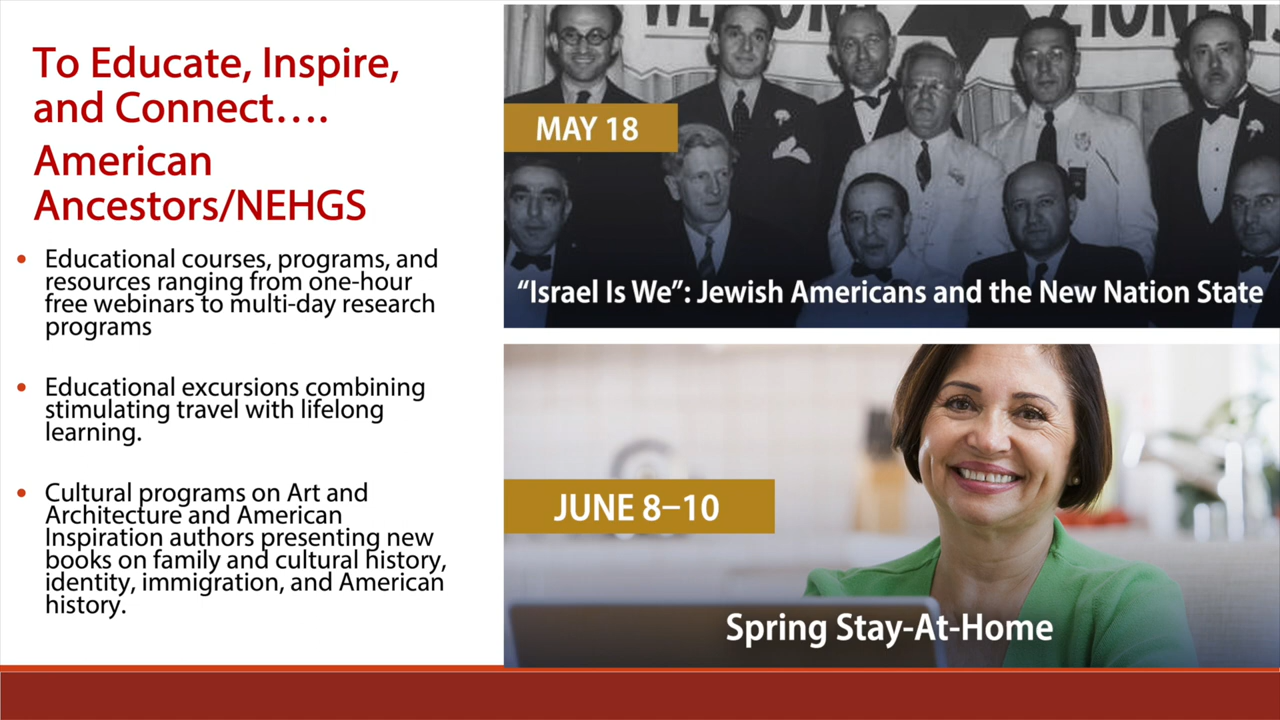 To Educate, Inspire,
and Connect….
American
Ancestors/NEHGS
• Educational courses, programs, and
resources ranging from one-hour
free webinars to multi-day research
programs
• Educational excursions combining
stimulating travel with lifelong
learning.
• Cultural programs on Art and
Architecture and American
Inspiration authors presenting new
books on family and cultural history,
identity, immigration, and American
history.
MAY 18
“Israel Is We”: Jewish Americans and the New Nation State
JUNE 8–10
Spring Stay-At-Home